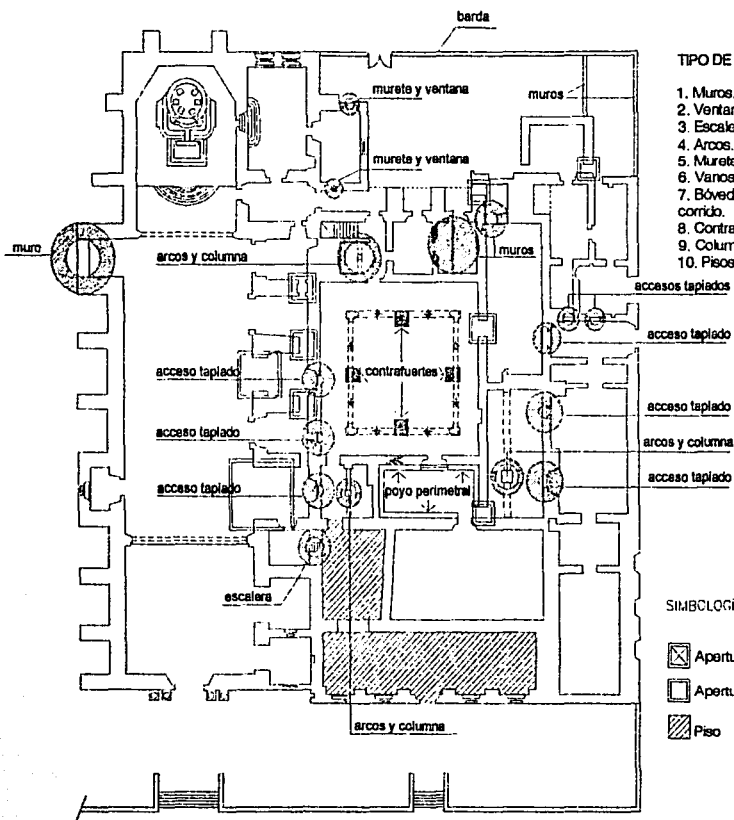 barda
TIPO DE
murete y ventana
muros
1. Muros.
2. Ventan
3. Escale
4. Arcos.
5. Murete
6. Vanos
7. Bóved
corrido.
8. Contra
9. Colum
10. Pisos
murete y ventana
muro
arcos y columna
muros
accesos tapiados
acceso tapiado
acceso tapiado
contrafuertes
acceso tapiado
acceso tapiado
arcos y columna
acceso tapiado
poyo perimetral
acceso tapiado
escalera
SIMBOLOGÍ
Apertu
Apertu
Piso
arcos y columna